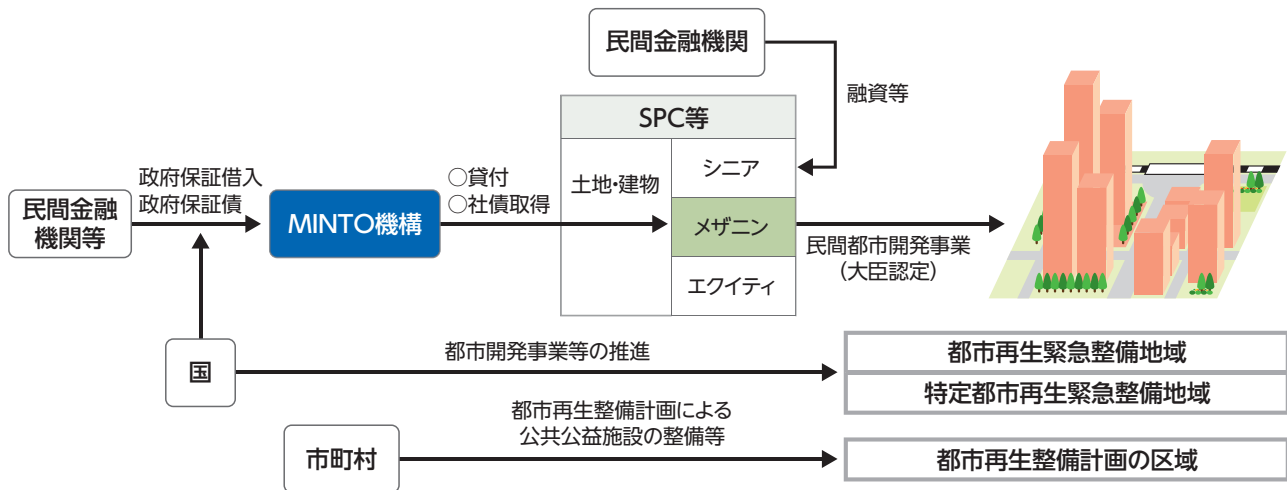 民間金融機関
融資等
SPC等
土地・建物
シニア
メザニン
エクイティ
政府保証借入
政府保証債
民間金融
機関等
MINTO機構
○貸付
○社債取得
民間都市開発事業
（大臣認定）
国
都市開発事業等の推進
都市再生緊急整備地域
特定都市再生緊急整備地域
市町村
都市再生整備計画による
公共公益施設の整備等
都市再生整備計画の区域